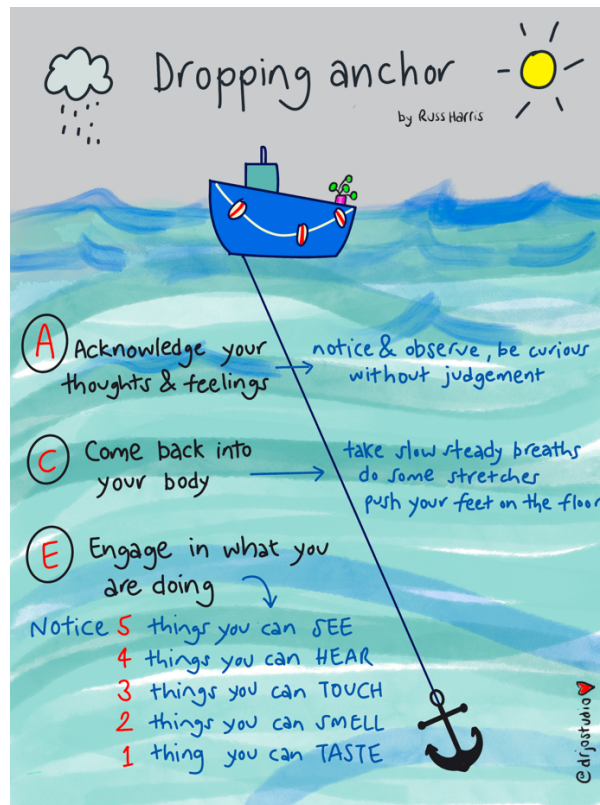 Dropping anchor
by Russ Harris
A Acknowledge your
thoughts & feelings
notice & observe, be curious
without judgement
C Come back into
your body
take slow steady breaths
do some stretches
push your feet on the floor
E Engage in what you
are doing
Notice 5 things you can SEE
4 things you can HEAR
3 things you can TOUCH
2 things you can SMELL
1 thing you can TASTE
@drjostudio